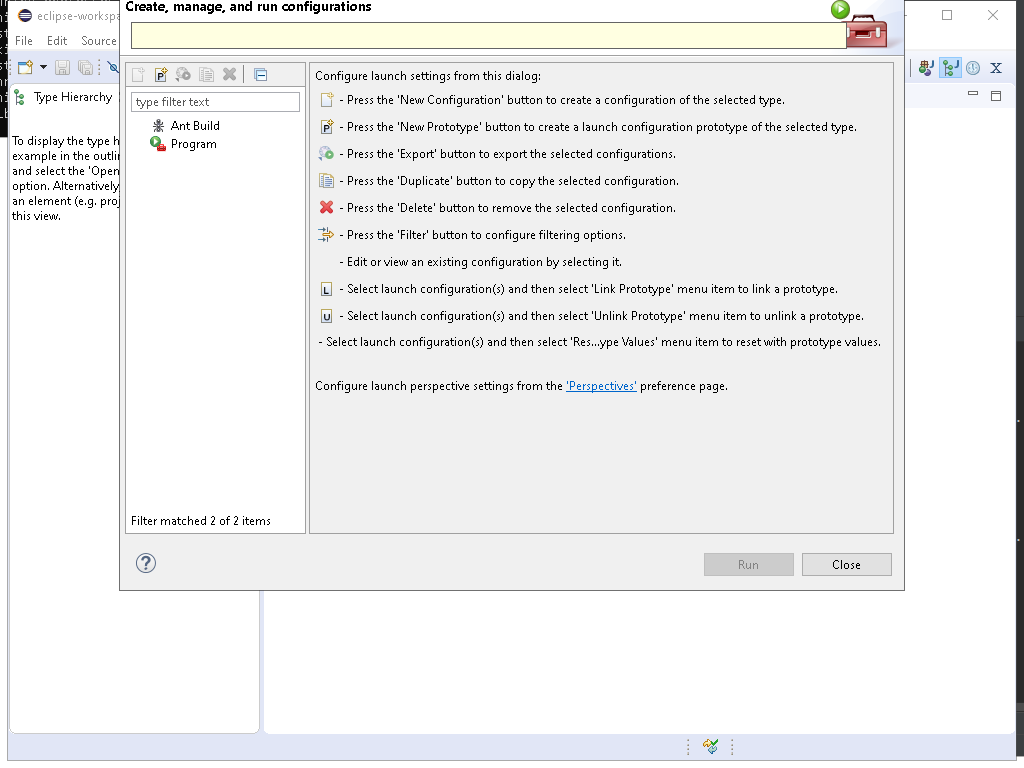 Create, manage, and run configurations
eclipse-workspa
File Edit Source
Type Hierarchy
To display the type h
example in the outli
and select the 'Open
option. Alternatively
an element (e.g. proj
this view.
type filter text
Ant Build
Program
Filter matched 2 of 2 items
Configure launch settings from this dialog:
- Press the 'New Configuration' button to create a configuration of the selected type.
- Press the 'New Prototype' button to create a launch configuration prototype of the selected type.
- Press the 'Export' button to export the selected configurations.
- Press the 'Duplicate' button to copy the selected configuration.
- Press the 'Delete' button to remove the selected configuration.
- Press the 'Filter' button to configure filtering options.
- Edit or view an existing configuration by selecting it.
L - Select launch configuration(s) and then select 'Link Prototype' menu item to link a prototype.
U - Select launch configuration(s) and then select 'Unlink Prototype' menu item to unlink a prototype.
- Select launch configuration(s) and then select 'Res...ype Values' menu item to reset with prototype values.
Configure launch perspective settings from the 'Perspectives' preference page.
Run
Close